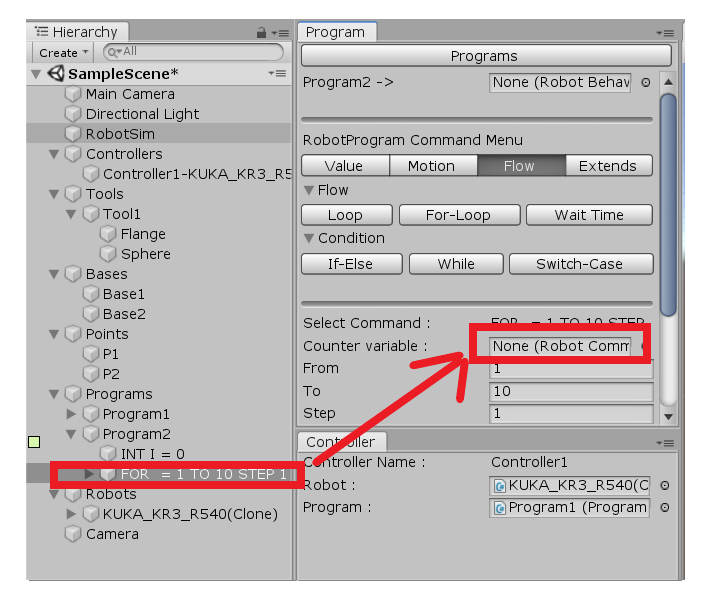 Hierarchy
Create
All
SampleScene*
Main Camera
Directional Light
RobotSim
Controllers
Controller1-KUKA_KR3_R5
Tools
Tool1
Flange
Sphere
Bases
Base1
Base2
Points
P1
P2
Programs
Program1
Program2
INT I = 0
FOR = 1 TO 10 STEP 1
Robots
KUKA_KR3_R540(Clone)
Camera
Program
Programs
Program2 -> None (Robot Behav
RobotProgram Command Menu
Value Motion Flow Extends
Flow
Loop For-Loop Wait Time
Condition
If-Else While Switch-Case
Select Command : FOR = 1 TO 10 STEP
Counter variable : None (Robot Comm
From 1
To 10
Step 1
Controller
Controller Name : Controller1
Robot : KUKA_KR3_R540(C
Program : Program1 (Program